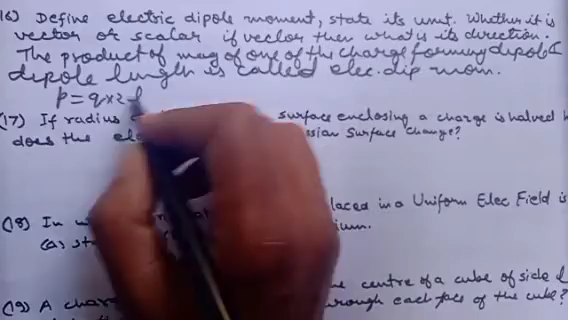 16) Define electric dipole moment, state its unit. Whether it is
vector or scalar if vector then what is its direction.
The product of mag of one of the charge forming dipole &
dipole length is called elec. dip mom.
p = q × 2l
(17) If radius surface enclosing a charge is halved
does the Surface Change?
(18) In laced in a Uniform Elec Field is
(a)
centre of a cube of side l
(19) A through each face of the cube?